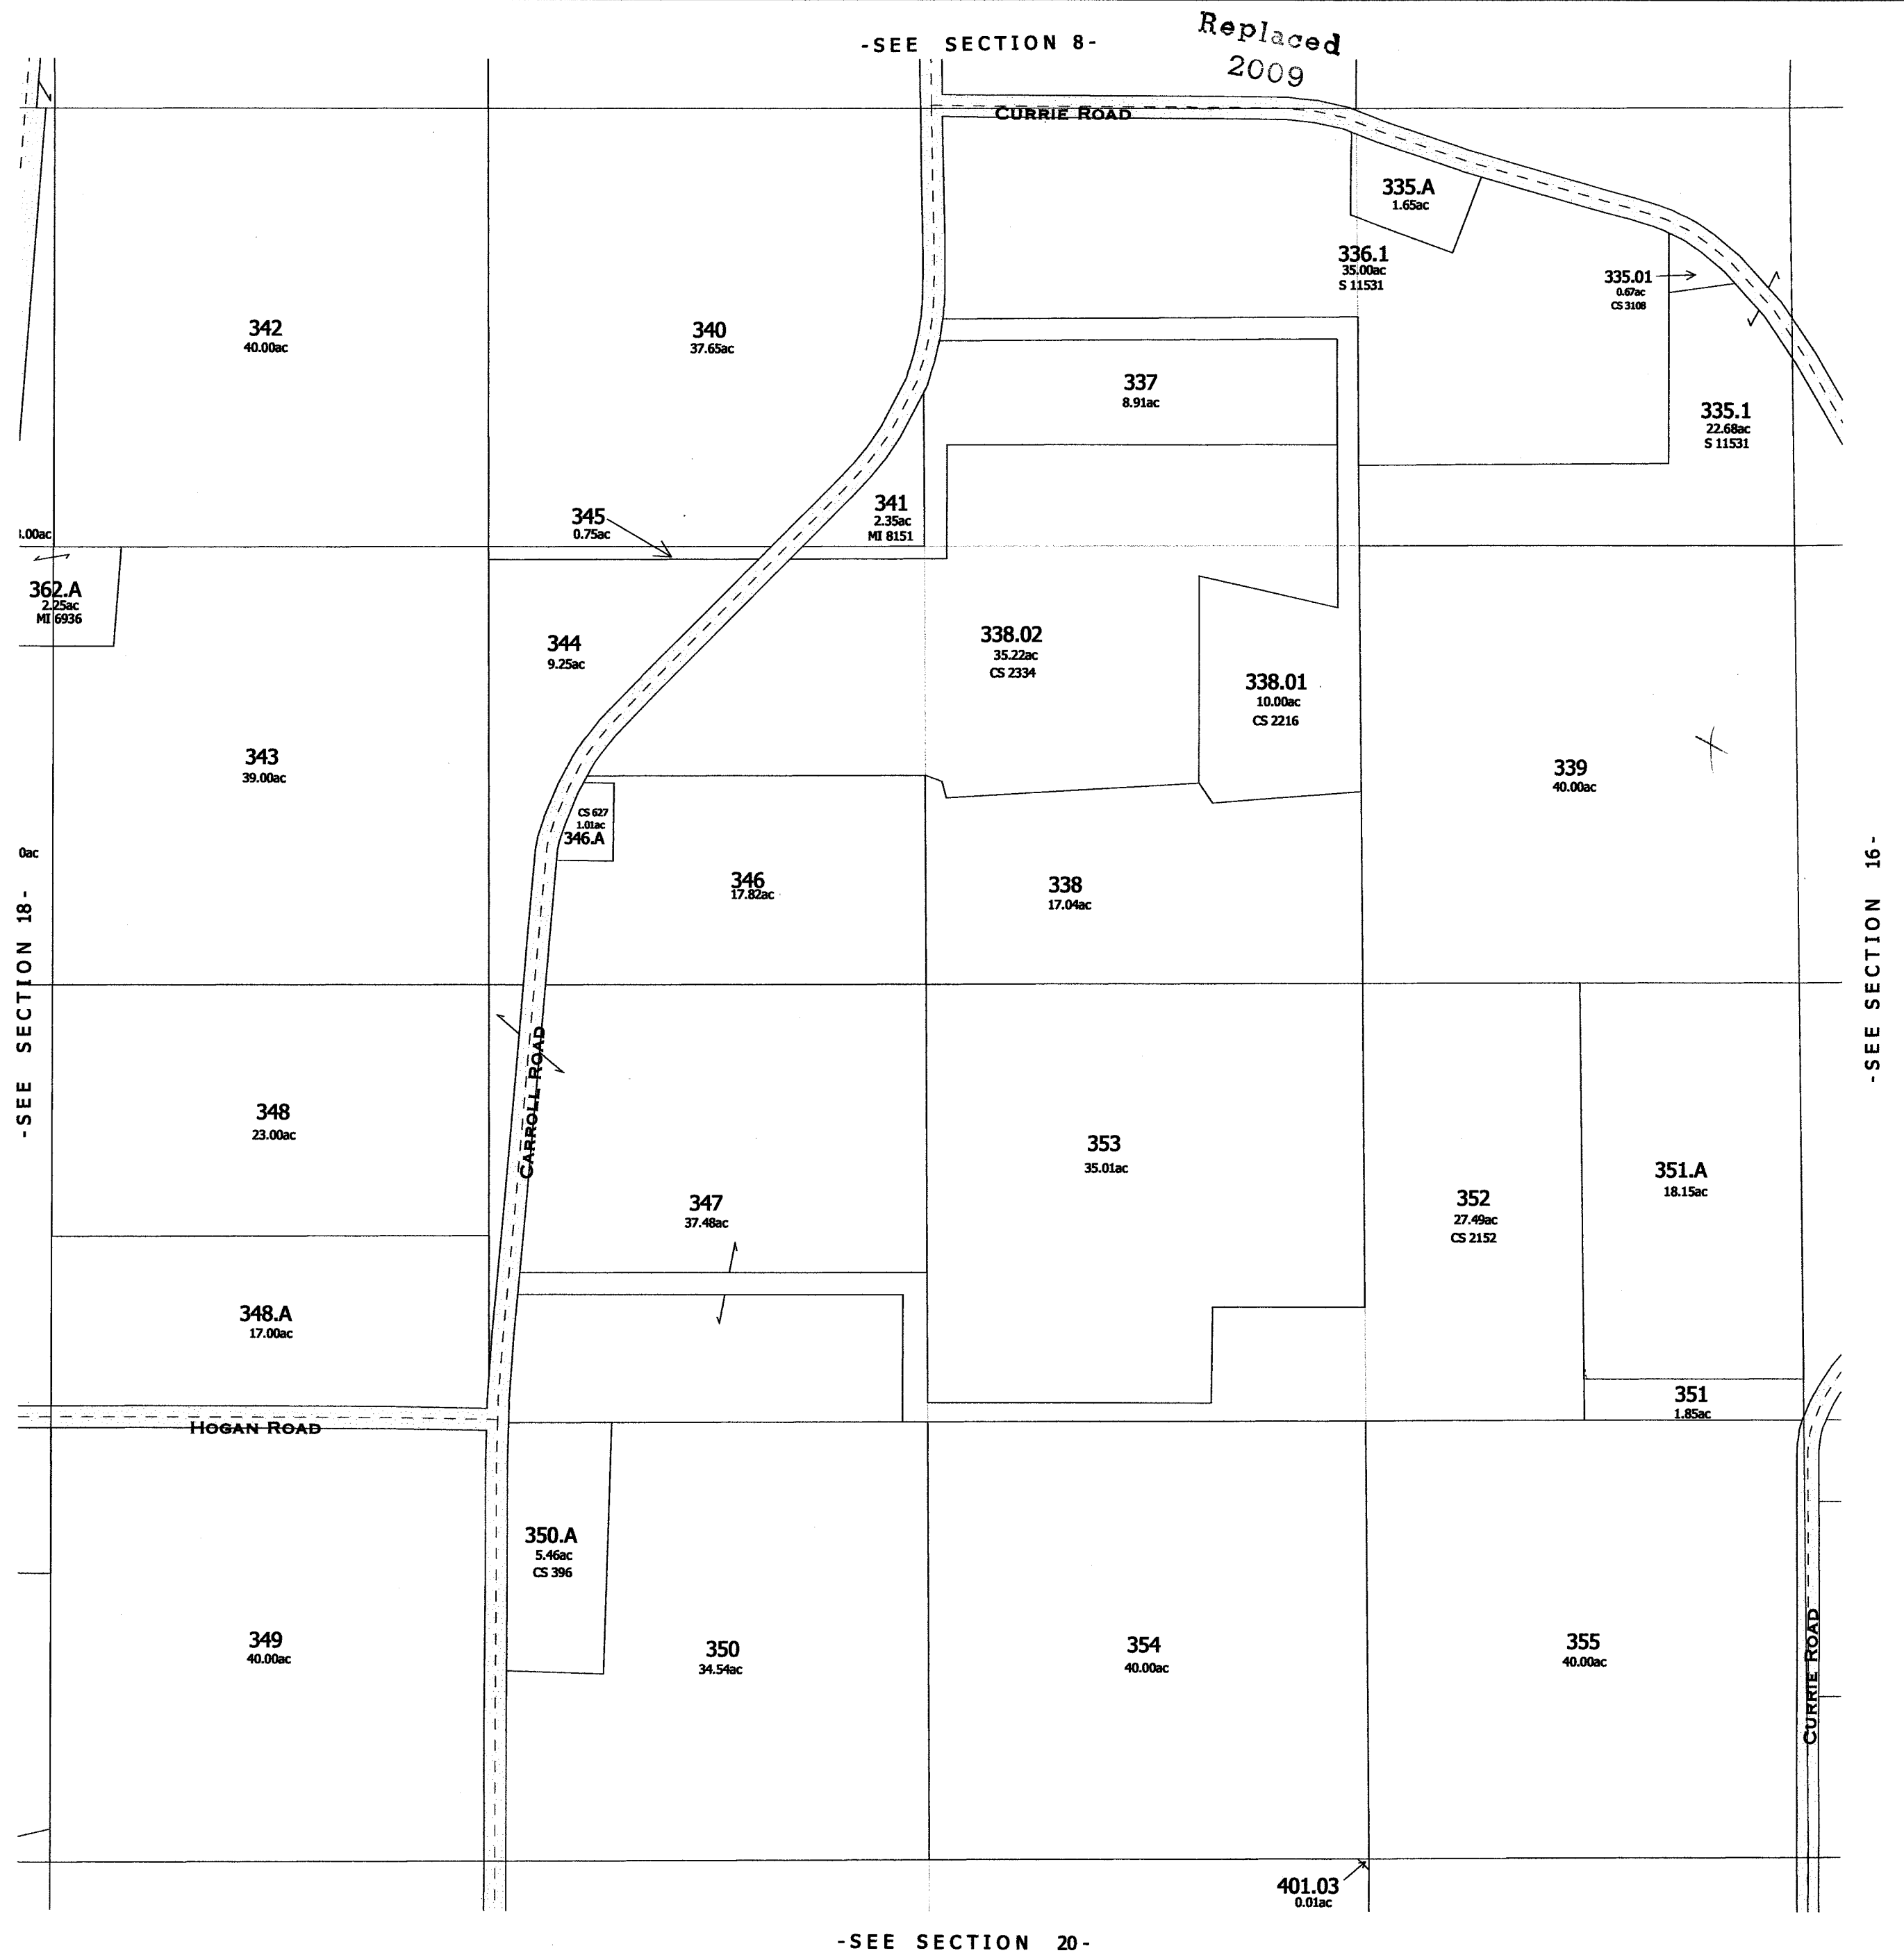 -SEE SECTION 8-
Replaced
2009
CURRIE ROAD
335.A
1.65ac
336.1
35.00ac
S 11531
335.01
0.67ac
CS 3108
342
40.00ac
340
37.65ac
337
8.91ac
335.1
22.68ac
S 11531
341
2.35ac
MI 8151
345
0.75ac
.00ac
362.A
2.25ac
MI 6936
344
9.25ac
338.02
35.22ac
CS 2334
338.01
10.00ac
CS 2216
343
39.00ac
339
40.00ac
CS 627
1.01ac
346.A
0ac
346
17.82ac
338
17.04ac
-SEE SECTION 18-
-SEE SECTION 16-
CARROLL ROAD
348
23.00ac
353
35.01ac
351.A
18.15ac
352
27.49ac
CS 2152
347
37.48ac
348.A
17.00ac
351
1.85ac
HOGAN ROAD
350.A
5.46ac
CS 396
349
40.00ac
350
34.54ac
354
40.00ac
355
40.00ac
CURRIE ROAD
401.03
0.01ac
-SEE SECTION 20-